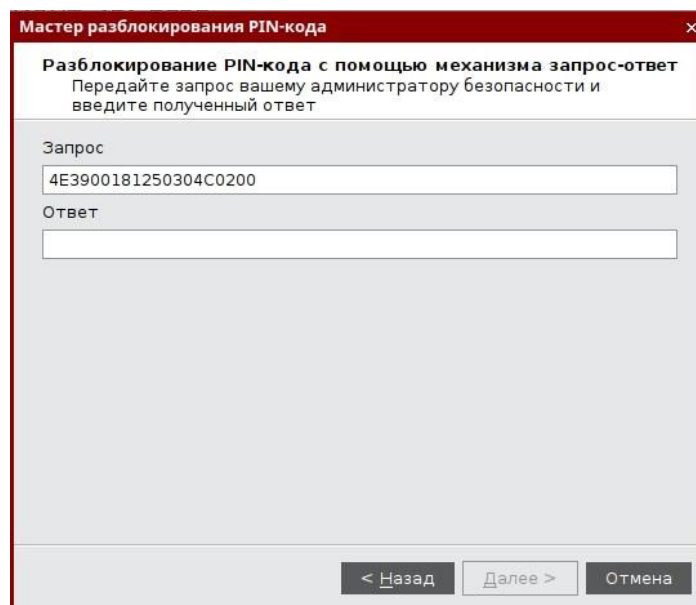 Мастер разблокирования PIN-кода
Разблокирование PIN-кода с помощью механизма запрос-ответ
Передайте запрос вашему администратору безопасности и
введите полученный ответ
Запрос
4E3900181250304C0200
Ответ
< Назад
Далее >
Отмена